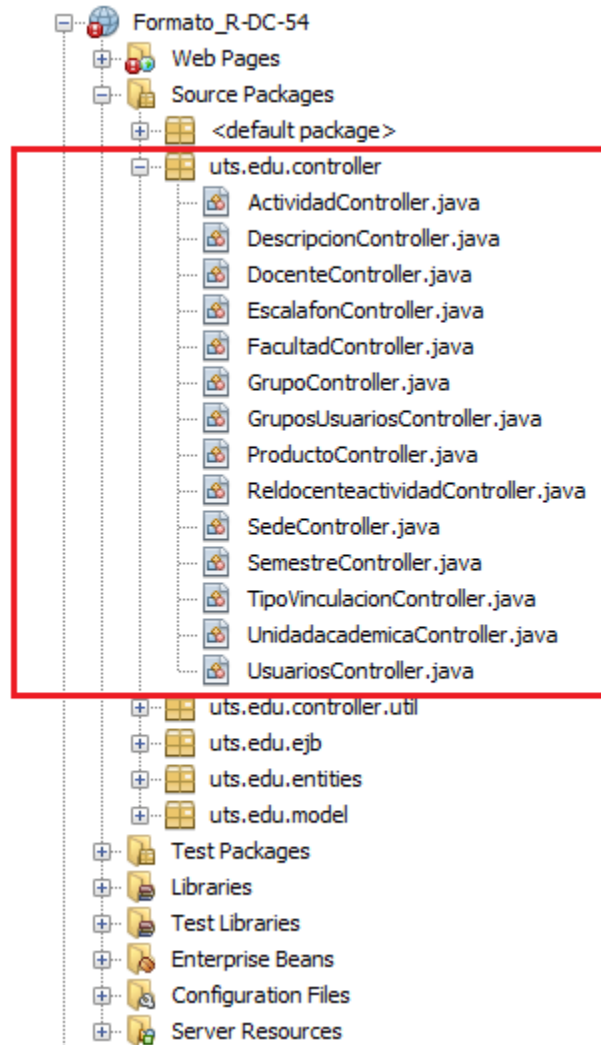 Formato_R-DC-54
Web Pages
Source Packages
<default package>
uts.edu.controller
ActividadController.java
DescripcionController.java
DocenteController.java
EscalafonController.java
FacultadController.java
GrupoController.java
GruposUsuariosController.java
ProductoController.java
ReldocenteactividadController.java
SedeController.java
SemestreController.java
TipoVinculacionController.java
UnidadacademicaController.java
UsuariosController.java
uts.edu.controller.util
uts.edu.ejb
uts.edu.entities
uts.edu.model
Test Packages
Libraries
Test Libraries
Enterprise Beans
Configuration Files
Server Resources